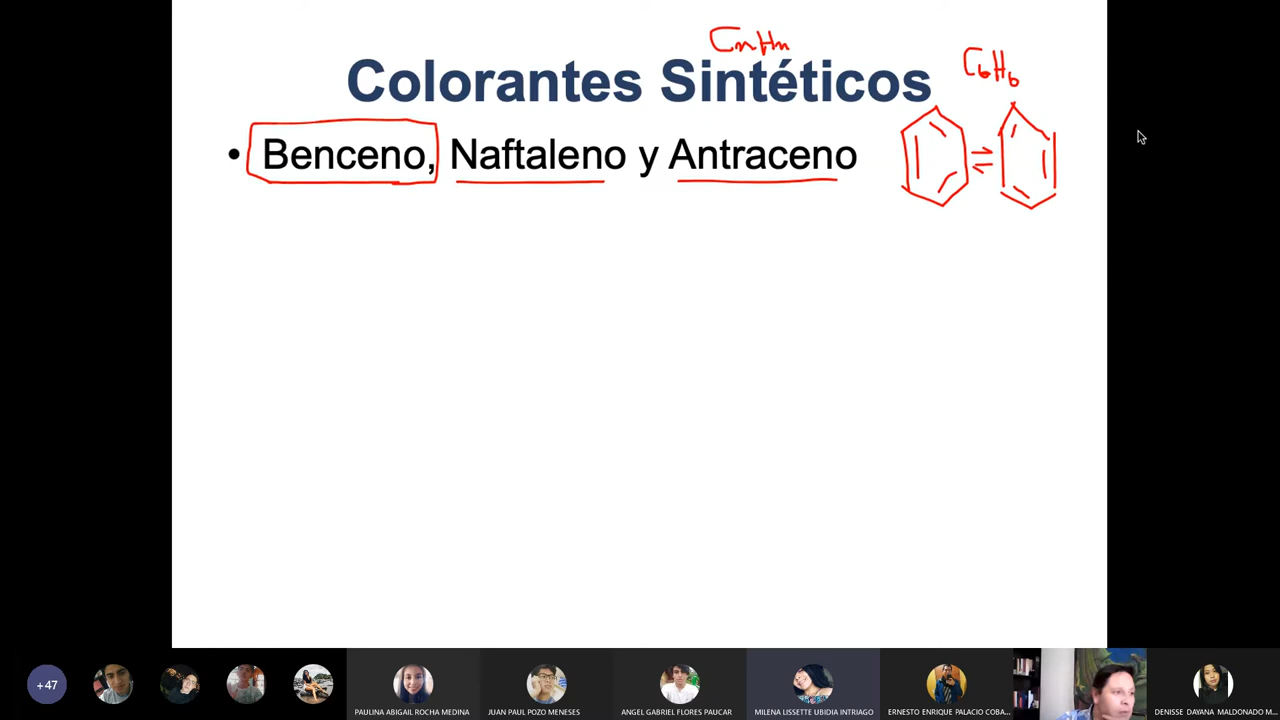 CnHn
C6H6
Colorantes Sintéticos
• Benceno, Naftaleno y Antraceno
+47
PAULINA ABIGAIL ROCHA MEDINA
JUAN PAUL POZO MENESES
ANGEL GABRIEL FLORES PAUCAR
MILENA LISSETTE UBIDIA INTRIAGO
ERNESTO ENRIQUE PALACIO COBA...
DENISSE DAYANA MALDONADO M...